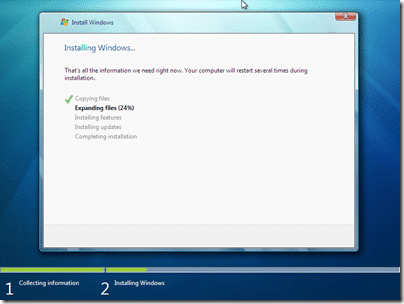 Install Windows
Installing Windows...
That's all the information we need right now. Your computer will restart several times during
installation.
Copying files
Expanding files (24%)
Installing features
Installing updates
Completing installation
1 Collecting information
2 Installing Windows